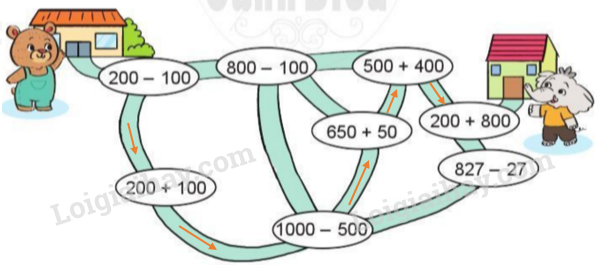 200 – 100
800 – 100
500 + 400
650 + 50
200 + 800
200 + 100
827 – 27
1000 – 500
Loigiaihay.com
Loigiaihay.com